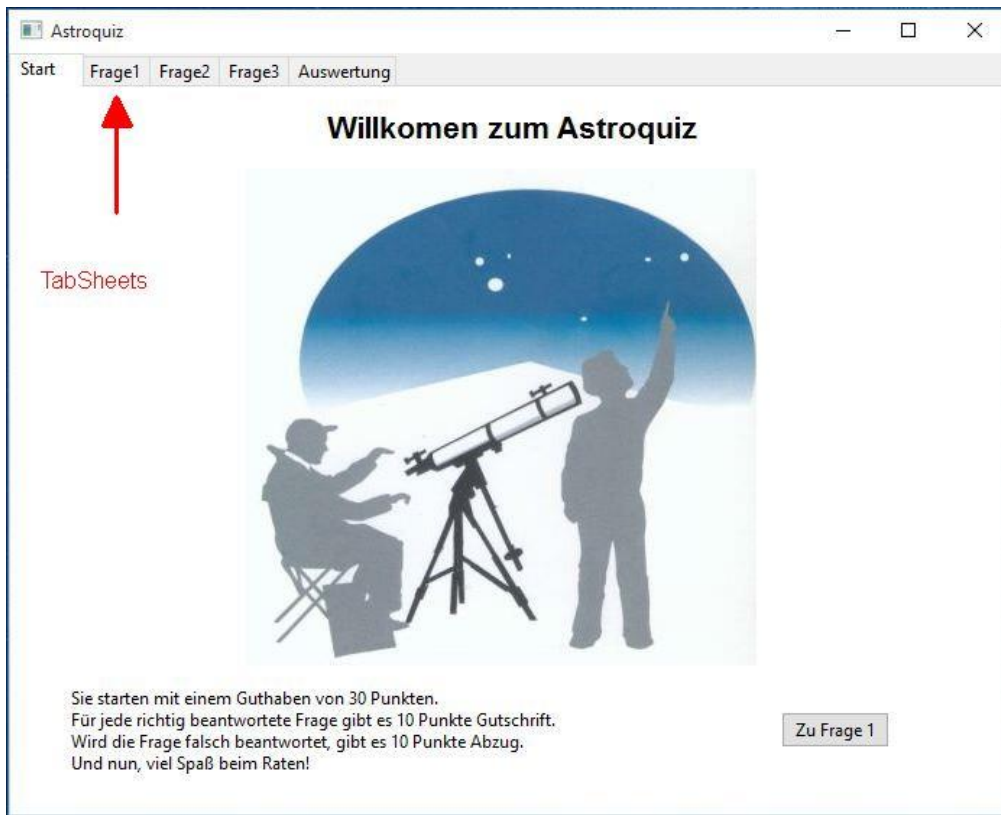 Astroquiz
Start Frage1 Frage2 Frage3 Auswertung
Willkomen zum Astroquiz
TabSheets
Sie starten mit einem Guthaben von 30 Punkten.
Für jede richtig beantwortete Frage gibt es 10 Punkte Gutschrift.
Wird die Frage falsch beantwortet, gibt es 10 Punkte Abzug.
Und nun, viel Spaß beim Raten!
Zu Frage 1